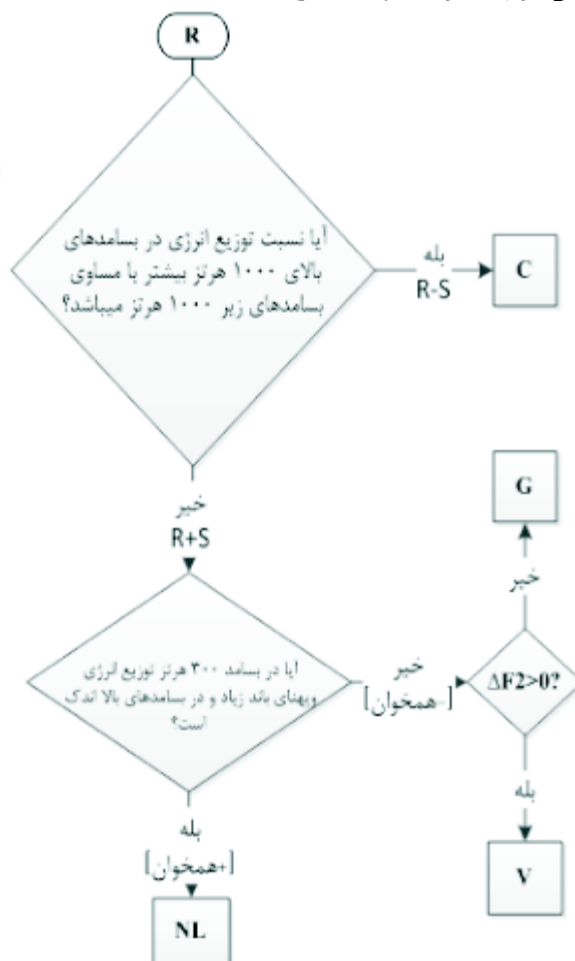 R
آیا نسبت توزیع انرژی در بسامدهای
بالای ۱۰۰۰ هرتز بیشتر یا مساوی
بسامدهای زیر ۱۰۰۰ هرتز میباشد؟
بله
R-S
C
خیر
R+S
آیا در بسامد ۳۰۰ هرتز توزیع انرژی
وپهنای باند زیاد و در بسامدهای بالا اندک
است؟
خیر
[-همخوان]
ΔF2>0?
خیر
G
بله
V
بله
[+همخوان]
NL